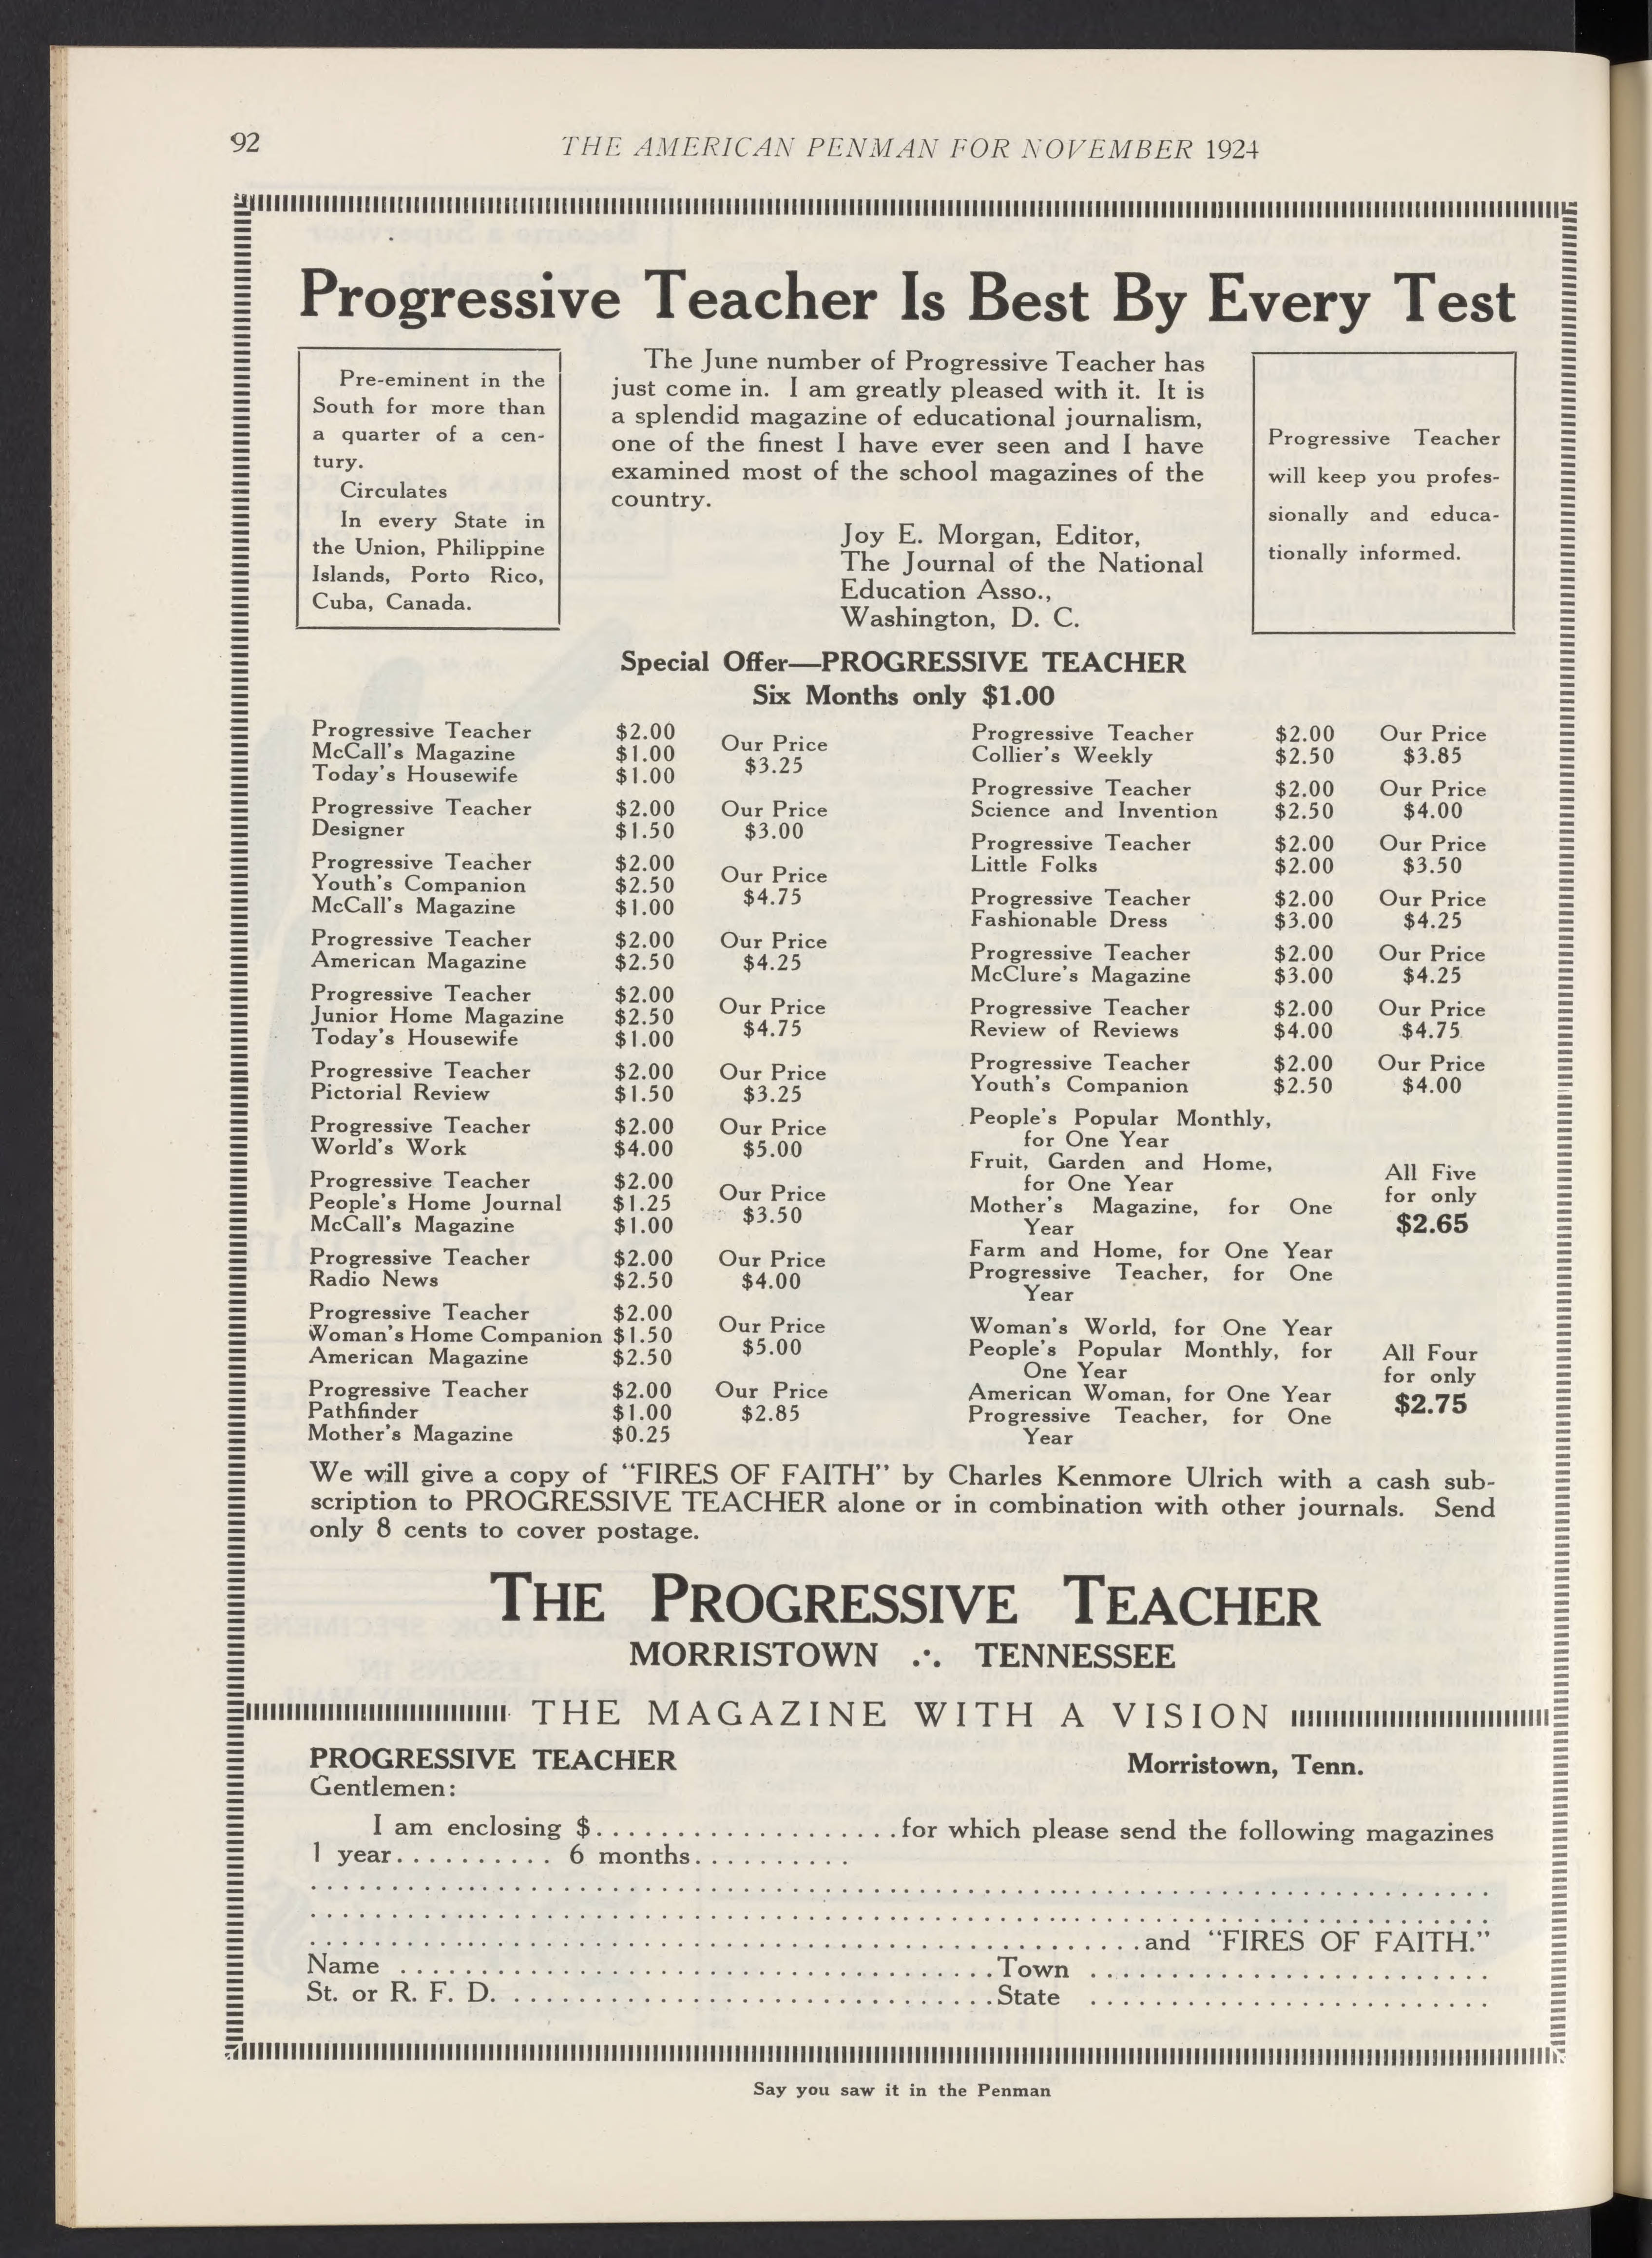 92
THE AMERICAN PENMAN FOR NOVEMBER 1924
Progressive Teacher Is Best By Every Test
Pre-eminent in the
South for more than
a quarter of a cen-
tury.
Circulates
In every State in
the Union, Philippine
Islands, Porto Rico,
Cuba, Canada.
The June number of Progressive Teacher has
just come in. I am greatly pleased with it. It is
a splendid magazine of educational journalism,
one of the finest I have ever seen and I have
examined most of the school magazines of the
country.
Joy E. Morgan, Editor,
The Journal of the National
Education Asso.,
Washington, D. C.
Progressive Teacher
will keep you profes-
sionally and educa-
tionally informed.
Special Offer—PROGRESSIVE TEACHER
Six Months only $1.00
Progressive Teacher $2.00
McCall's Magazine $1.00
Today's Housewife $1.00
Our Price
$3.25
Progressive Teacher $2.00 Our Price
Designer $1.50 $3.00
Progressive Teacher $2.00
Youth's Companion $2.50
McCall's Magazine $1.00
Our Price
$4.75
Progressive Teacher $2.00 Our Price
American Magazine $2.50 $4.25
Progressive Teacher $2.00
Junior Home Magazine $2.50
Today's Housewife $1.00
Our Price
$4.75
Progressive Teacher $2.00 Our Price
Pictorial Review $1.50 $3.25
Progressive Teacher $2.00 Our Price
World's Work $4.00 $5.00
Progressive Teacher $2.00
People's Home Journal $1.25
McCall's Magazine $1.00
Our Price
$3.50
Progressive Teacher $2.00 Our Price
Radio News $2.50 $4.00
Progressive Teacher $2.00
Woman's Home Companion $1.50
American Magazine $2.50
Our Price
$5.00
Progressive Teacher $2.00 Our Price
Pathfinder $1.00 $2.85
Mother's Magazine $0.25
Progressive Teacher $2.00 Our Price
Collier's Weekly $2.50 $3.85
Progressive Teacher $2.00 Our Price
Science and Invention $2.50 $4.00
Progressive Teacher $2.00 Our Price
Little Folks $2.00 $3.50
Progressive Teacher $2.00 Our Price
Fashionable Dress $3.00 $4.25
Progressive Teacher $2.00 Our Price
McClure's Magazine $3.00 $4.25
Progressive Teacher $2.00 Our Price
Review of Reviews $4.00 $4.75
Progressive Teacher $2.00 Our Price
Youth's Companion $2.50 $4.00
People's Popular Monthly,
for One Year
Fruit, Garden and Home,
for One Year
Mother's Magazine, for One
Year
Farm and Home, for One Year
Progressive Teacher, for One
Year
All Five
for only
$2.65
Woman's World, for One Year
People's Popular Monthly, for
One Year
American Woman, for One Year
Progressive Teacher, for One
Year
All Four
for only
$2.75
We will give a copy of "FIRES OF FAITH" by Charles Kenmore Ulrich with a cash sub-
scription to PROGRESSIVE TEACHER alone or in combination with other journals. Send
only 8 cents to cover postage.
THE PROGRESSIVE TEACHER
MORRISTOWN ∴ TENNESSEE
THE MAGAZINE WITH A VISION
PROGRESSIVE TEACHER Morristown, Tenn.
Gentlemen:
I am enclosing $...................for which please send the following magazines
1 year.......... 6 months..........
and "FIRES OF FAITH."
Name ....................................Town .........................
St. or R. F. D. ..............................State .........................
Say you saw it in the Penman